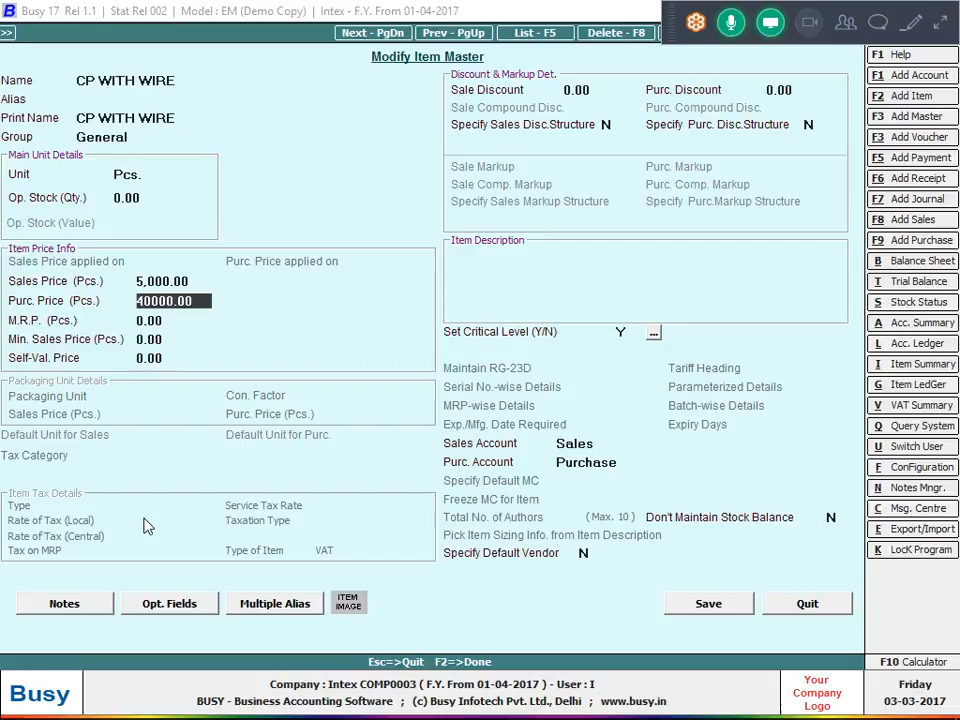 Busy 17 Rel 1.1 | Stat Rel 002 | Model : EM (Demo Copy) | Intex - F.Y. From 01-04-2017
>> Next - PgDn Prev - PgUp List - F5 Delete - F8
Modify Item Master
Name CP WITH WIRE
Alias
Print Name CP WITH WIRE
Group General
Main Unit Details
Unit Pcs.
Op. Stock (Qty.) 0.00
Op. Stock (Value)
Item Price Info
Sales Price applied on Purc. Price applied on
Sales Price (Pcs.) 5,000.00
Purc. Price (Pcs.) 40000.00
M.R.P. (Pcs.) 0.00
Min. Sales Price (Pcs.) 0.00
Self-Val. Price 0.00
Packaging Unit Details
Packaging Unit Con. Factor
Sales Price (Pcs.) Purc. Price (Pcs.)
Default Unit for Sales Default Unit for Purc.
Tax Category
Item Tax Details
Type Service Tax Rate
Rate of Tax (Local) Taxation Type
Rate of Tax (Central)
Tax on MRP Type of Item VAT
Notes Opt. Fields Multiple Alias ITEM IMAGE
Discount & Markup Det.
Sale Discount 0.00 Purc. Discount 0.00
Sale Compound Disc. Purc. Compound Disc.
Specify Sales Disc.Structure N Specify Purc. Disc.Structure N
Sale Markup Purc. Markup
Sale Comp. Markup Purc. Comp. Markup
Specify Sales Markup Structure Specify Purc.Markup Structure
Item Description
Set Critical Level (Y/N) Y ...
Maintain RG-23D Tariff Heading
Serial No.-wise Details Parameterized Details
MRP-wise Details Batch-wise Details
Exp./Mfg. Date Required Expiry Days
Sales Account Sales
Purc. Account Purchase
Specify Default MC
Freeze MC for Item
Total No. of Authors (Max. 10) Don't Maintain Stock Balance N
Pick Item Sizing Info. from Item Description
Specify Default Vendor N
Save Quit
F1 Help
F1 Add Account
F2 Add Item
F3 Add Master
F3 Add Voucher
F5 Add Payment
F6 Add Receipt
F7 Add Journal
F8 Add Sales
F9 Add Purchase
B Balance Sheet
T Trial Balance
S Stock Status
A Acc. Summary
L Acc. Ledger
I Item Summary
G Item LedGer
V VAT Summary
Q Query System
U Switch User
F ConFiguration
N Notes Mngr.
C Msg. Centre
E Export/Import
K LocK Program
F10 Calculator
Esc=>Quit F2=>Done
Busy
Company : Intex COMP0003 ( F.Y. From 01-04-2017 ) - User : I
BUSY - Business Accounting Software ; (c) Busy Infotech Pvt. Ltd., Delhi ; www.busy.in
Your
Company
Logo
Friday
03-03-2017